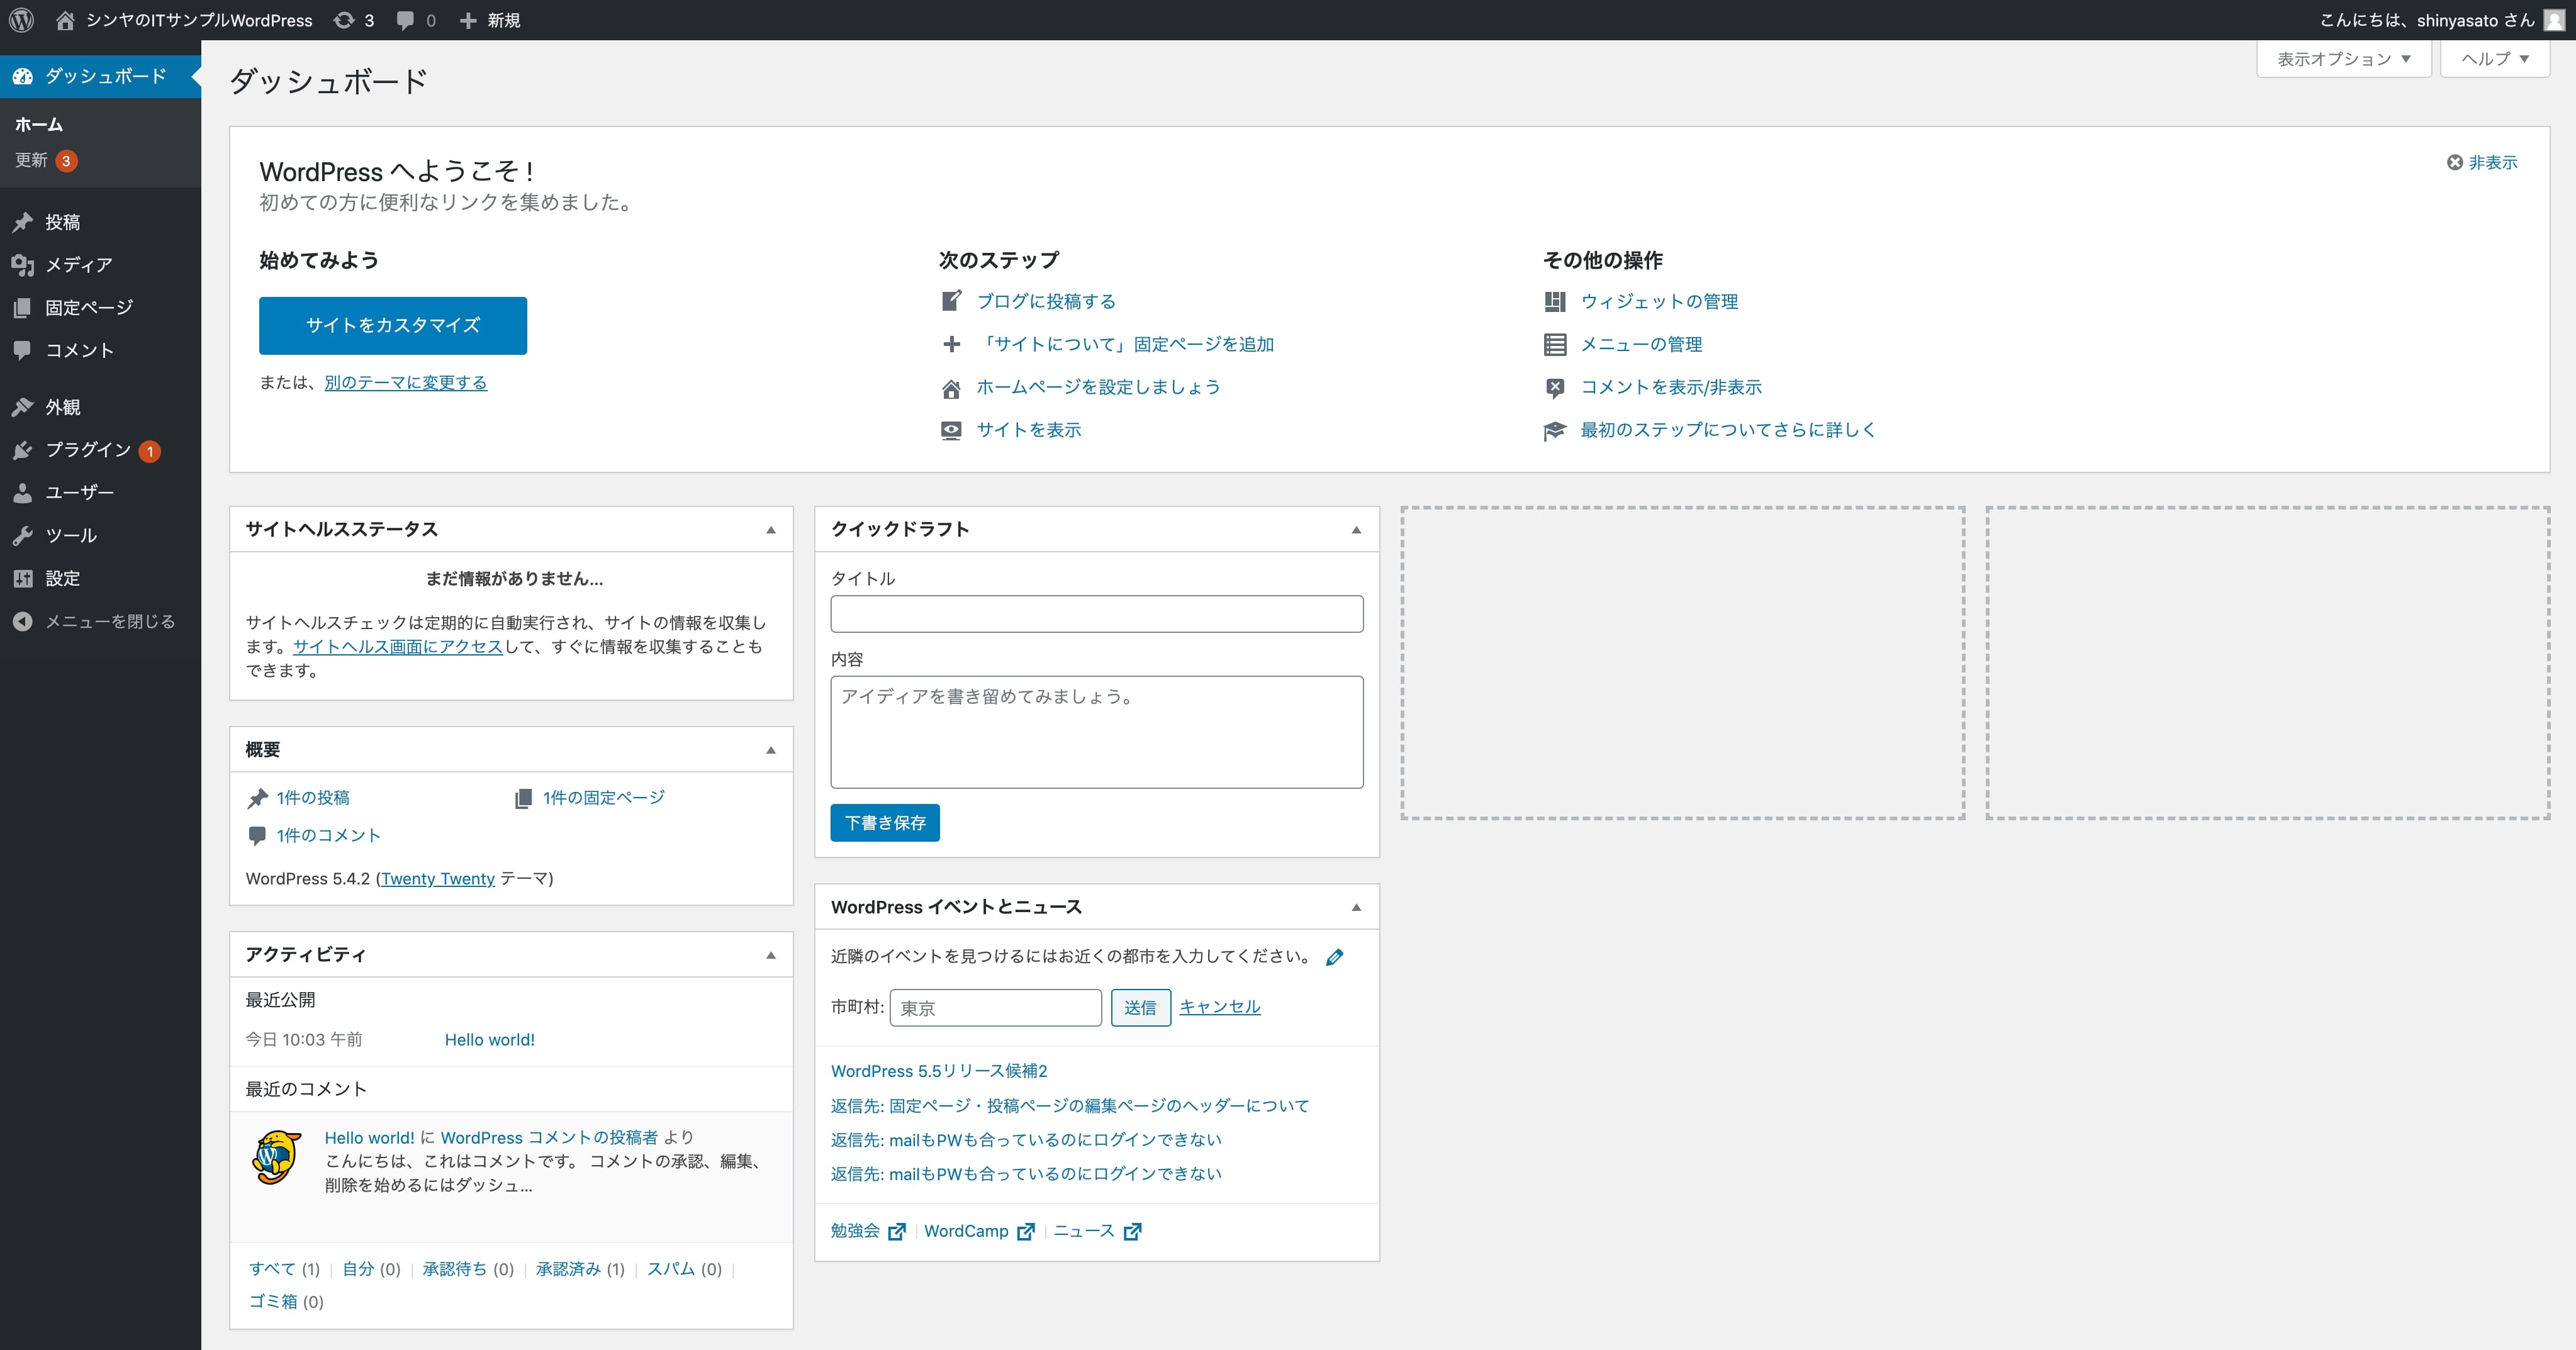 シンヤのITサンプルWordPress 3 0 新規
こんにちは、shinyasato さん
ダッシュボード
ホーム
更新 3
投稿
メディア
固定ページ
コメント
外観
プラグイン 1
ユーザー
ツール
設定
メニューを閉じる
表示オプション ヘルプ
ダッシュボード
WordPress へようこそ !
非表示
初めての方に便利なリンクを集めました。
始めてみよう
サイトをカスタマイズ
または、別のテーマに変更する
次のステップ
ブログに投稿する
「サイトについて」固定ページを追加
ホームページを設定しましょう
サイトを表示
その他の操作
ウィジェットの管理
メニューの管理
コメントを表示/非表示
最初のステップについてさらに詳しく
サイトヘルスステータス
まだ情報がありません...
サイトヘルスチェックは定期的に自動実行され、サイトの情報を収集し
ます。サイトヘルス画面にアクセスして、すぐに情報を収集することも
できます。
概要
1件の投稿 1件の固定ページ
1件のコメント
WordPress 5.4.2 (Twenty Twenty テーマ)
アクティビティ
最近公開
今日 10:03 午前 Hello world!
最近のコメント
Hello world! に WordPress コメントの投稿者 より
こんにちは、これはコメントです。 コメントの承認、編集、
削除を始めるにはダッシュ...
すべて (1) | 自分 (0) | 承認待ち (0) | 承認済み (1) | スパム (0) |
ゴミ箱 (0)
クイックドラフト
タイトル
内容
アイディアを書き留めてみましょう。
下書き保存
WordPress イベントとニュース
近隣のイベントを見つけるにはお近くの都市を入力してください。
市町村: 東京 送信 キャンセル
WordPress 5.5リリース候補2
返信先: 固定ページ・投稿ページの編集ページのヘッダーについて
返信先: mailもPWも合っているのにログインできない
返信先: mailもPWも合っているのにログインできない
勉強会 | WordCamp | ニュース